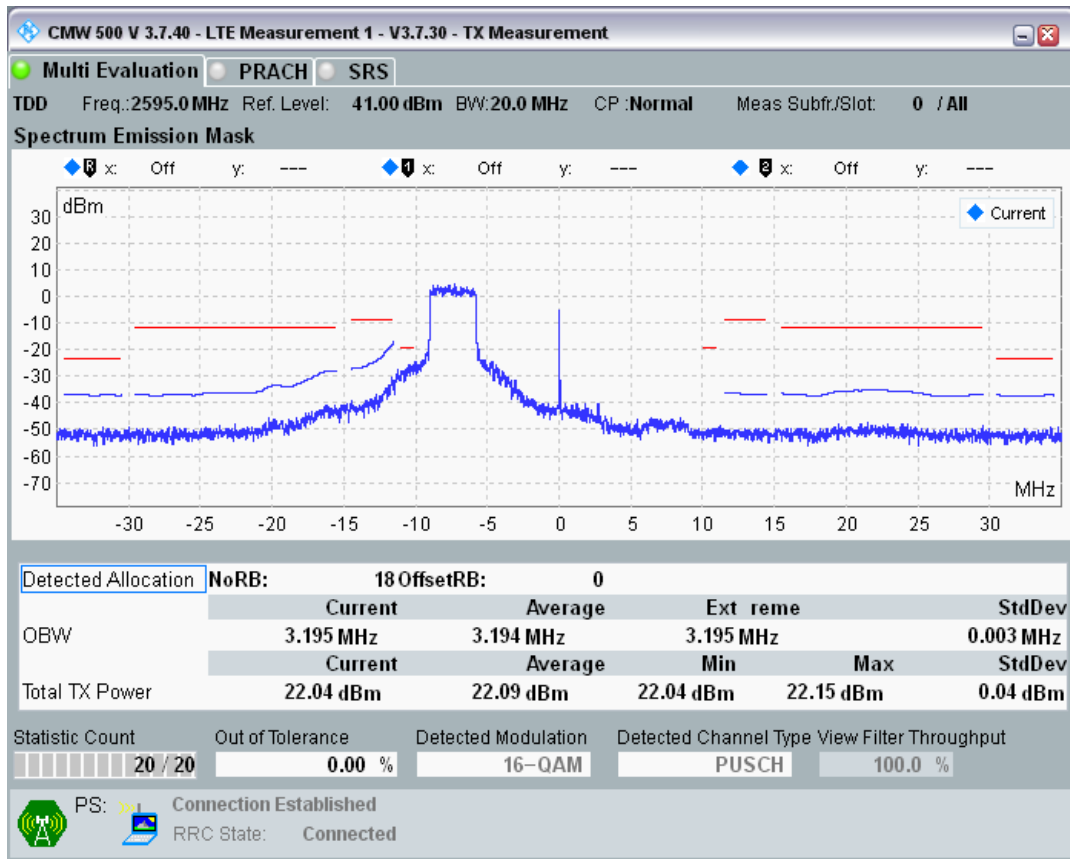 CMW 500 V 3.7.40 - LTE Measurement 1 - V3.7.30 - TX Measurement
Multi Evaluation PRACH SRS
TDD Freq.:2595.0 MHz Ref. Level: 41.00 dBm BW:20.0 MHz CP :Normal Meas Subfr./Slot: 0 / All
Spectrum Emission Mask
R x: Off y: --- 1 x: Off y: --- 2 x: Off y: ---
dBm
Current
30
20
10
0
-10
-20
-30
-40
-50
-60
-70
MHz
-30 -25 -20 -15 -10 -5 0 5 10 15 20 25 30
Detected Allocation NoRB: 18 OffsetRB: 0
Current Average Ext reme StdDev
OBW 3.195 MHz 3.194 MHz 3.195 MHz 0.003 MHz
Current Average Min Max StdDev
Total TX Power 22.04 dBm 22.09 dBm 22.04 dBm 22.15 dBm 0.04 dBm
Statistic Count Out of Tolerance Detected Modulation Detected Channel Type View Filter Throughput
20 / 20 0.00 % 16-QAM PUSCH 100.0 %
PS: Connection Established
RRC State: Connected